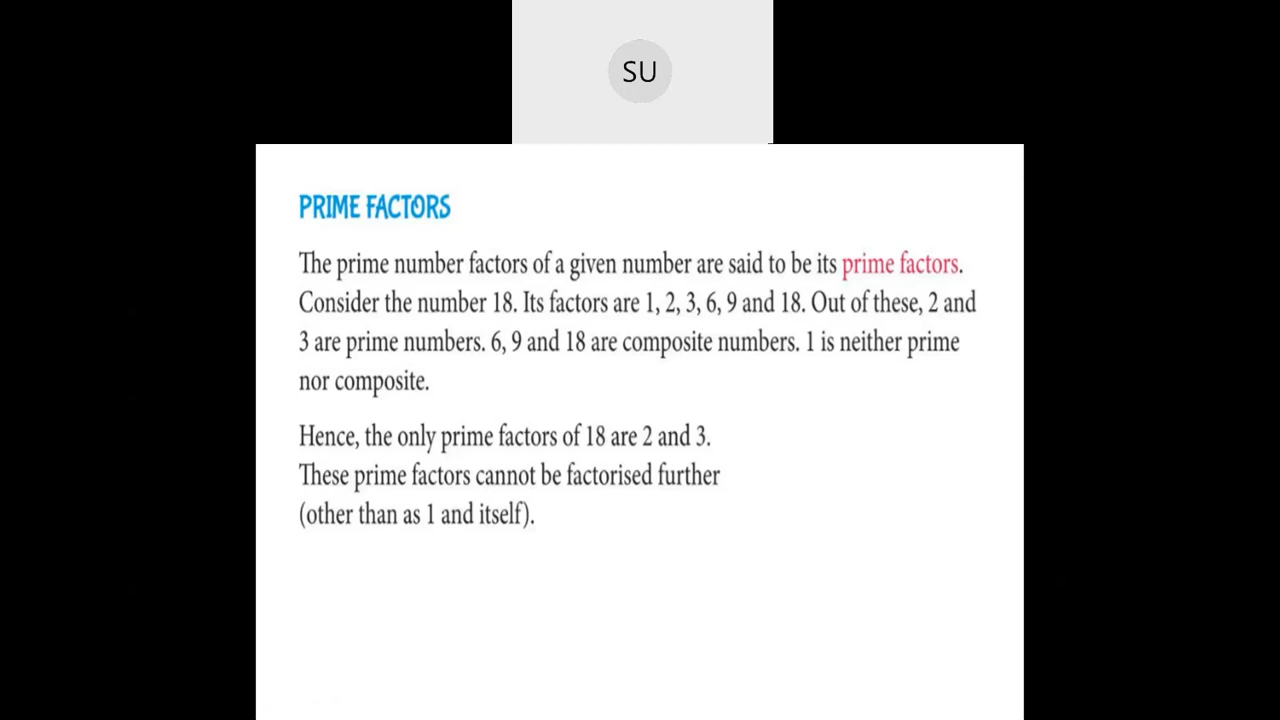 SU
PRIME FACTORS
The prime number factors of a given number are said to be its prime factors.
Consider the number 18. Its factors are 1, 2, 3, 6, 9 and 18. Out of these, 2 and
3 are prime numbers. 6, 9 and 18 are composite numbers. 1 is neither prime
nor composite.
Hence, the only prime factors of 18 are 2 and 3.
These prime factors cannot be factorised further
(other than as 1 and itself).